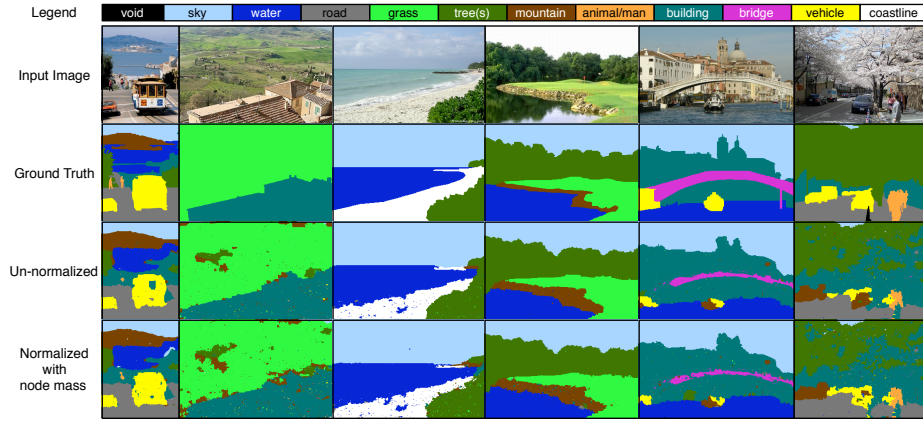 Legend void sky water road grass tree(s) mountain animal/man building bridge vehicle coastline
Input Image
Ground Truth
Un-normalized
Normalized
with
node mass